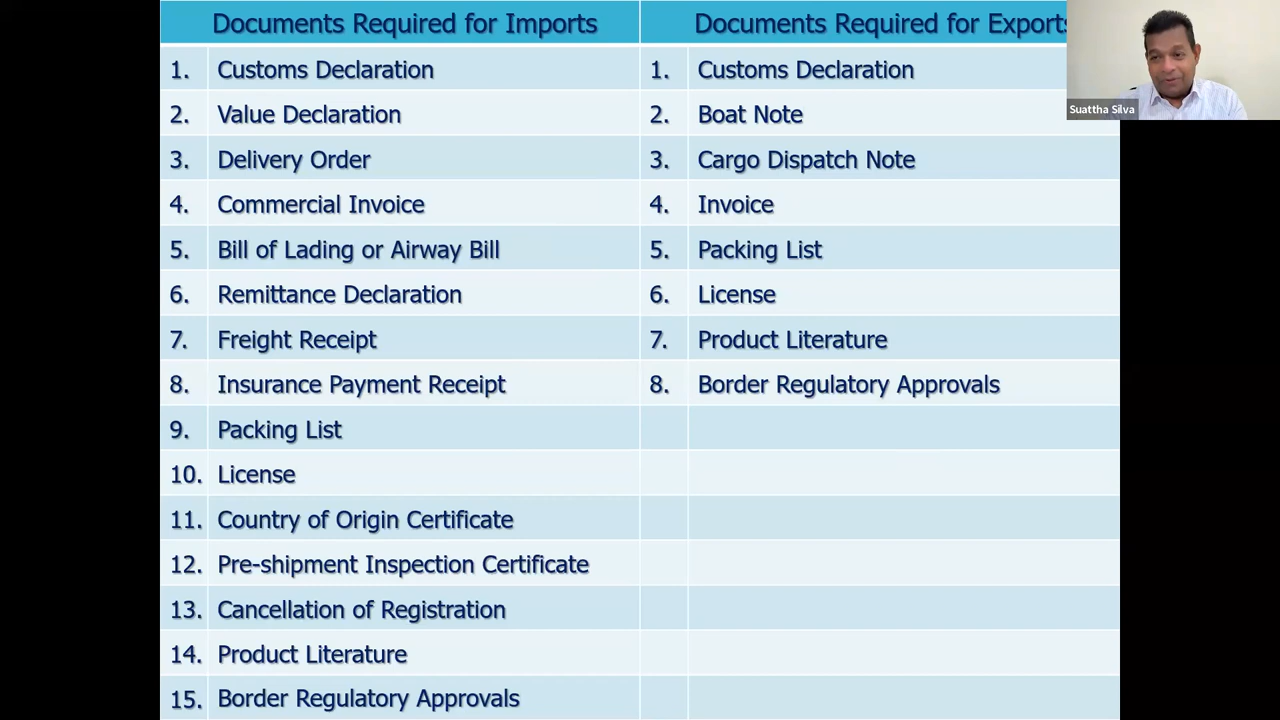 Documents Required for Imports
Documents Required for Exports
1. Customs Declaration
1. Customs Declaration
2. Value Declaration
2. Boat Note
3. Delivery Order
3. Cargo Dispatch Note
4. Commercial Invoice
4. Invoice
5. Bill of Lading or Airway Bill
5. Packing List
6. Remittance Declaration
6. License
7. Freight Receipt
7. Product Literature
8. Insurance Payment Receipt
8. Border Regulatory Approvals
9. Packing List
10. License
11. Country of Origin Certificate
12. Pre-shipment Inspection Certificate
13. Cancellation of Registration
14. Product Literature
15. Border Regulatory Approvals
Suattha Silva